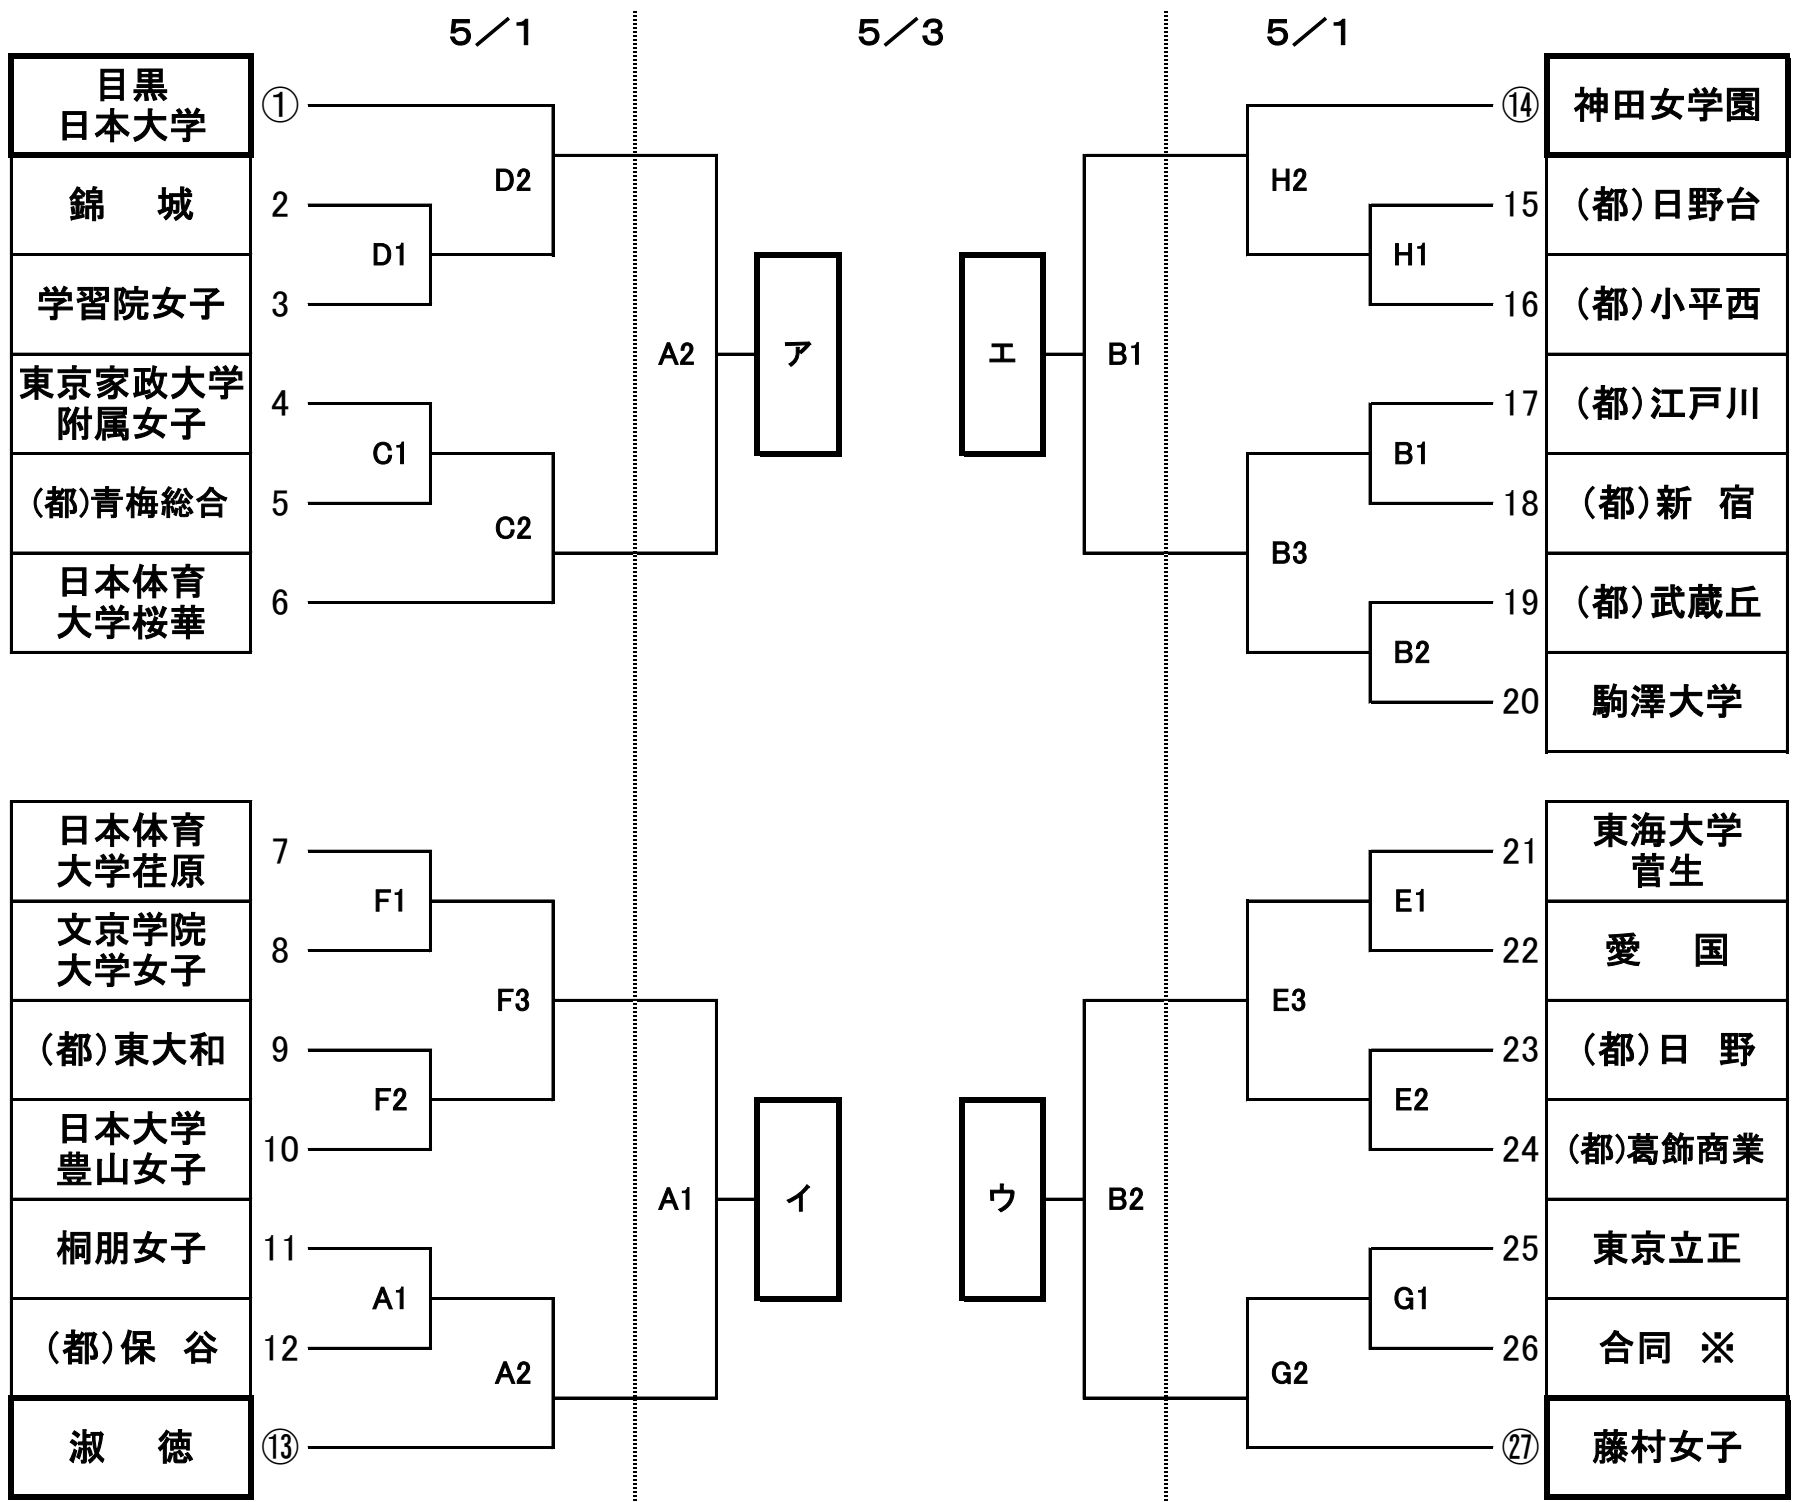 5／1
5／3
5／1
目黒
日本大学
①
錦 城
2
学習院女子
3
東京家政大学
附属女子
4
(都)青梅総合
5
日本体育
大学桜華
6
D2
D1
C1
C2
A2
ア
エ
B1
H2
H1
B1
B3
B2
⑭
神田女学園
15
(都)日野台
16
(都)小平西
17
(都)江戸川
18
(都)新 宿
19
(都)武蔵丘
20
駒澤大学
日本体育
大学荏原
7
文京学院
大学女子
8
(都)東大和
9
日本大学
豊山女子
10
桐朋女子
11
(都)保 谷
12
淑 徳
⑬
F1
F3
F2
A1
A2
A1
イ
ウ
B2
E1
E3
E2
G1
G2
21
東海大学
菅生
22
愛 国
23
(都)日 野
24
(都)葛飾商業
25
東京立正
26
合同 ※
㉗
藤村女子